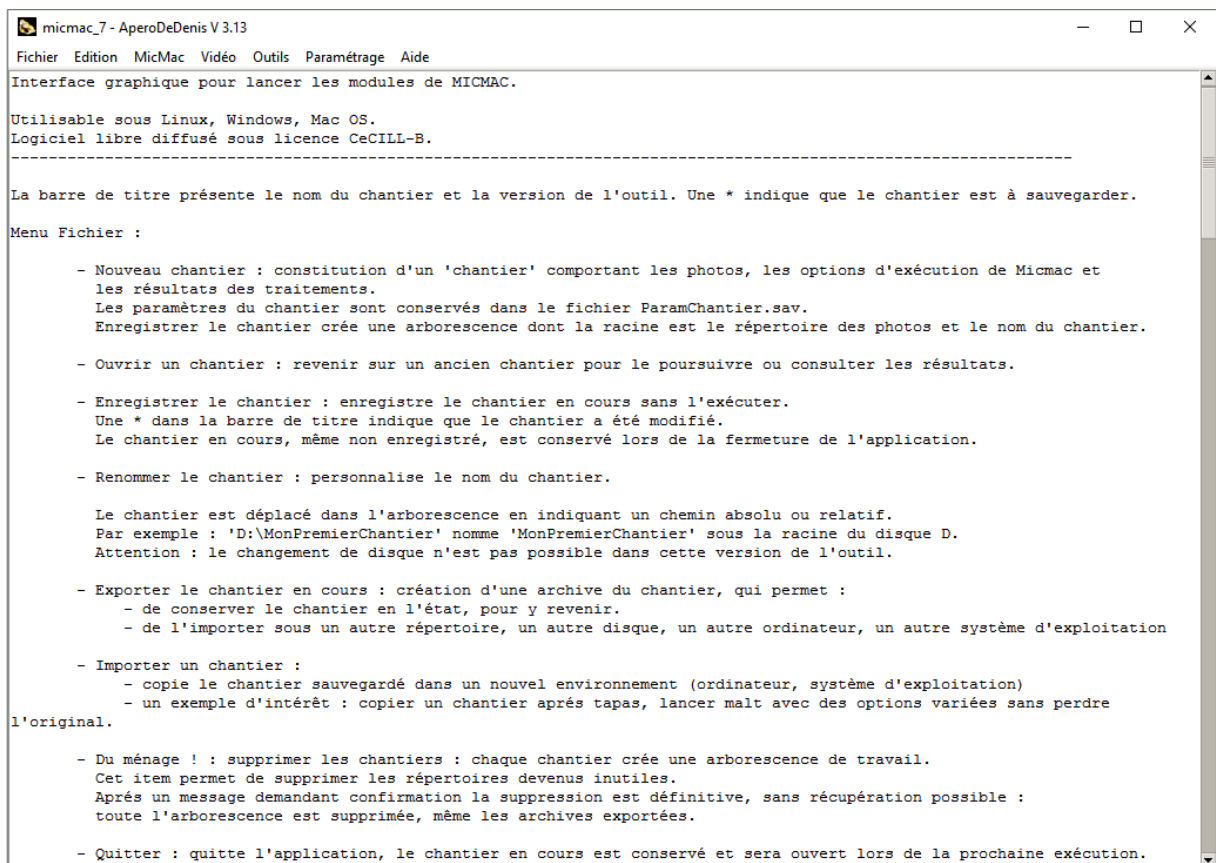 micmac_7 - AperoDeDenis V 3.13
Fichier Edition MicMac Vidéo Outils Paramétrage Aide
Interface graphique pour lancer les modules de MICMAC.
Utilisable sous Linux, Windows, Mac OS.
Logiciel libre diffusé sous licence CeCILL-B.
-----------------------------------------------------------------------------------------------------------------
La barre de titre présente le nom du chantier et la version de l'outil. Une * indique que le chantier est à sauvegarder.
Menu Fichier :
- Nouveau chantier : constitution d'un 'chantier' comportant les photos, les options d'exécution de Micmac et
les résultats des traitements.
Les paramètres du chantier sont conservés dans le fichier ParamChantier.sav.
Enregistrer le chantier crée une arborescence dont la racine est le répertoire des photos et le nom du chantier.
- Ouvrir un chantier : revenir sur un ancien chantier pour le poursuivre ou consulter les résultats.
- Enregistrer le chantier : enregistre le chantier en cours sans l'exécuter.
Une * dans la barre de titre indique que le chantier a été modifié.
Le chantier en cours, même non enregistré, est conservé lors de la fermeture de l'application.
- Renommer le chantier : personnalise le nom du chantier.
Le chantier est déplacé dans l'arborescence en indiquant un chemin absolu ou relatif.
Par exemple : 'D:\MonPremierChantier' nomme 'MonPremierChantier' sous la racine du disque D.
Attention : le changement de disque n'est pas possible dans cette version de l'outil.
- Exporter le chantier en cours : création d'une archive du chantier, qui permet :
- de conserver le chantier en l'état, pour y revenir.
- de l'importer sous un autre répertoire, un autre disque, un autre ordinateur, un autre système d'exploitation
- Importer un chantier :
- copie le chantier sauvegardé dans un nouvel environnement (ordinateur, système d'exploitation)
- un exemple d'intérêt : copier un chantier aprés tapas, lancer malt avec des options variées sans perdre
l'original.
- Du ménage ! : supprimer les chantiers : chaque chantier crée une arborescence de travail.
Cet item permet de supprimer les répertoires devenus inutiles.
Aprés un message demandant confirmation la suppression est définitive, sans récupération possible :
toute l'arborescence est supprimée, même les archives exportées.
- Quitter : quitte l'application, le chantier en cours est conservé et sera ouvert lors de la prochaine exécution.